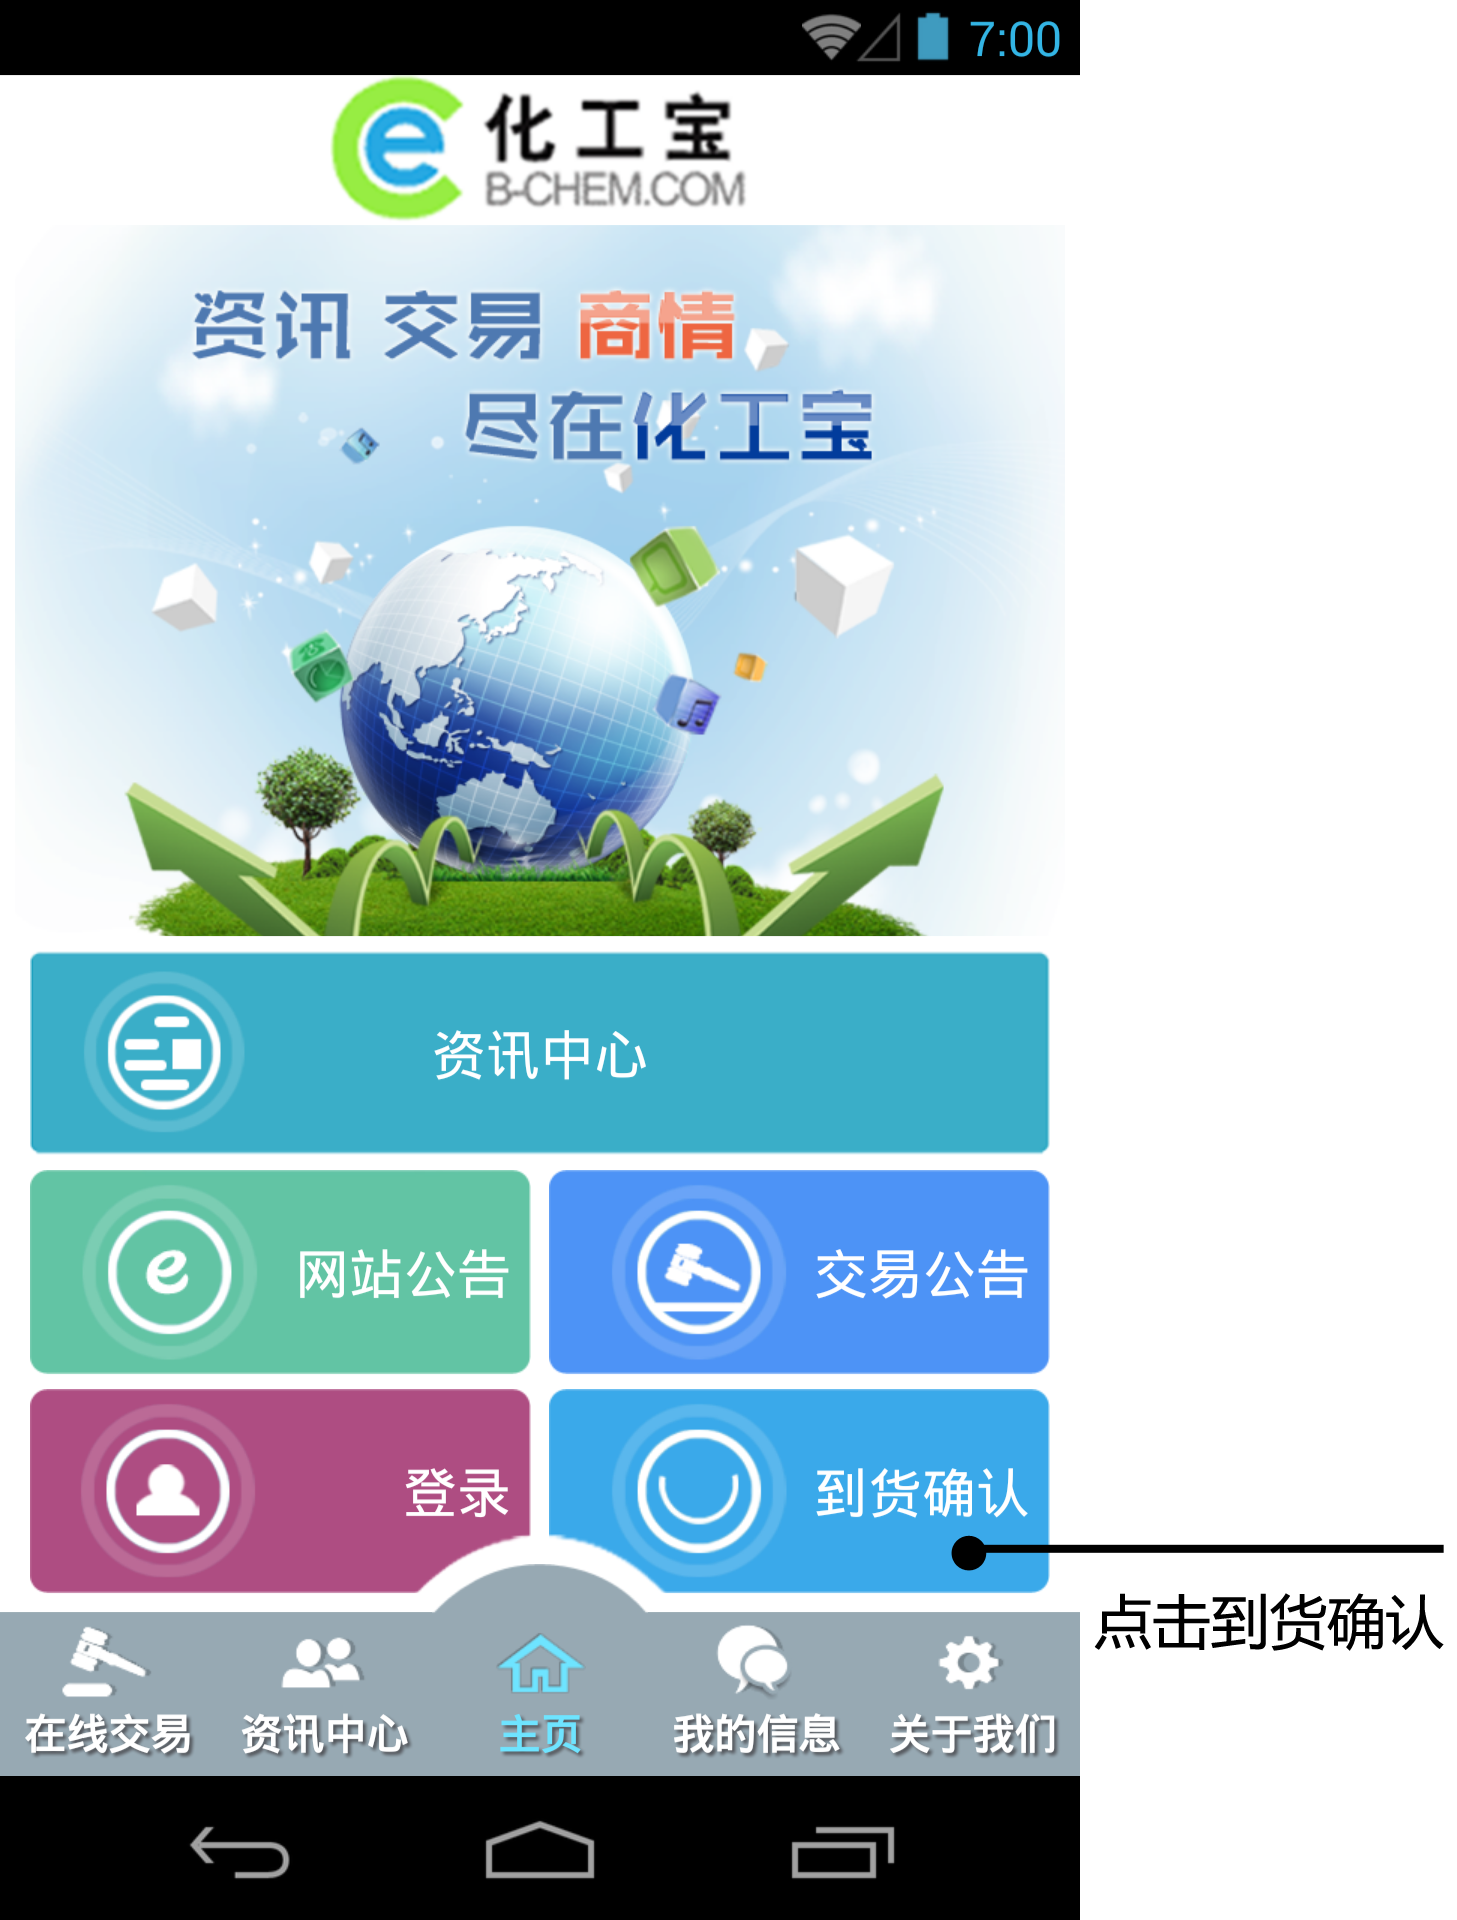 7:00
化工宝
B-CHEM.COM
资讯 交易 商情
尽在化工宝
资讯中心
网站公告
交易公告
登录
到货确认
点击到货确认
在线交易
资讯中心
主页
我的信息
关于我们